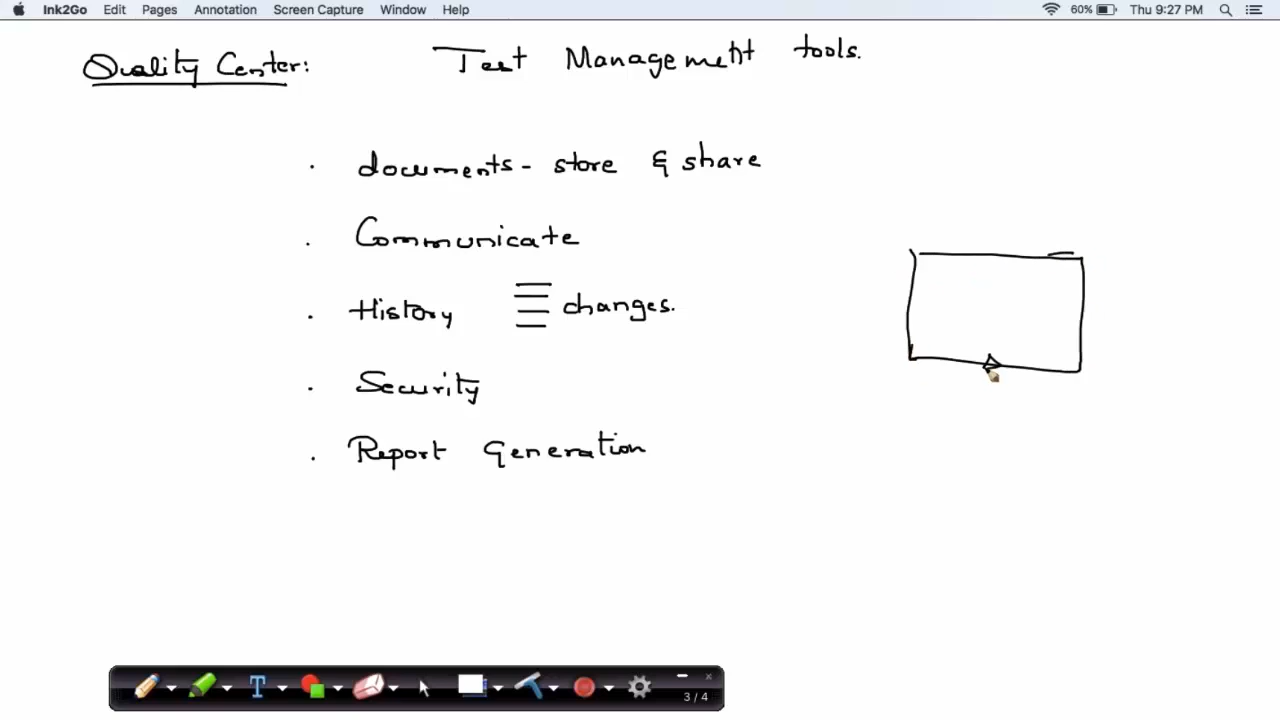 Ink2Go Edit Pages Annotation Screen Capture Window Help 60% Thu 9:27 PM
Quality Center: Test Management tools.
. documents - store & share
. Communicate
. History changes.
. Security
. Report Generation
T 3 / 4